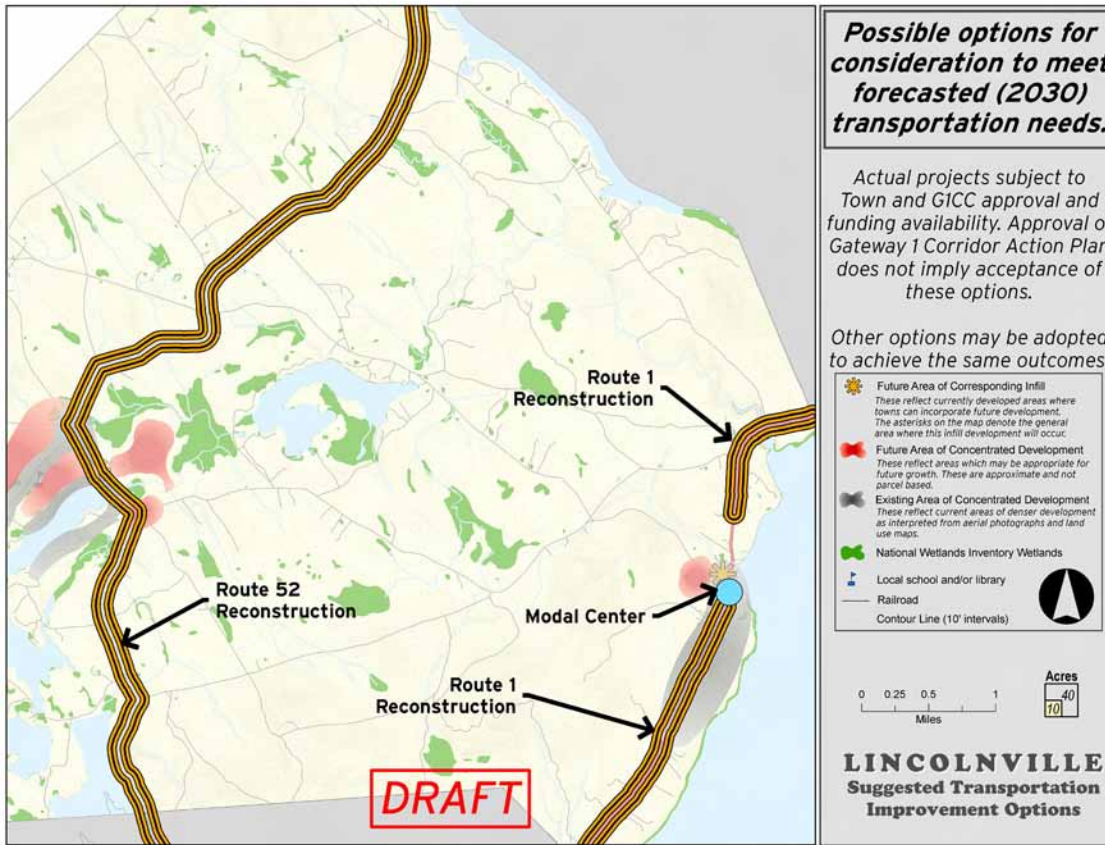 Possible options for
consideration to meet
forecasted (2030)
transportation needs.
Actual projects subject to
Town and G1CC approval and
funding availability. Approval o
Gateway 1 Corridor Action Plan
does not imply acceptance of
these options.
Other options may be adopted
to achieve the same outcomes
Future Area of Corresponding Infill
These reflect currently developed areas where
towns can incorporate future development.
The asterisks on the map denote the general
area where this infill development will occur.
Future Area of Concentrated Development
These reflect areas which may be appropriate for
future growth. These are approximate and not
parcel based.
Existing Area of Concentrated Development
These reflect current areas of denser development
as interpreted from aerial photographs and land
use maps.
National Wetlands Inventory Wetlands
Local school and/or library
Railroad
Contour Line (10' intervals)
0 0.25 0.5 1
Miles
Acres
40
10
LINCOLNVILLE
Suggested Transportation
Improvement Options
Route 1
Reconstruction
Route 52
Reconstruction
Modal Center
Route 1
Reconstruction
DRAFT